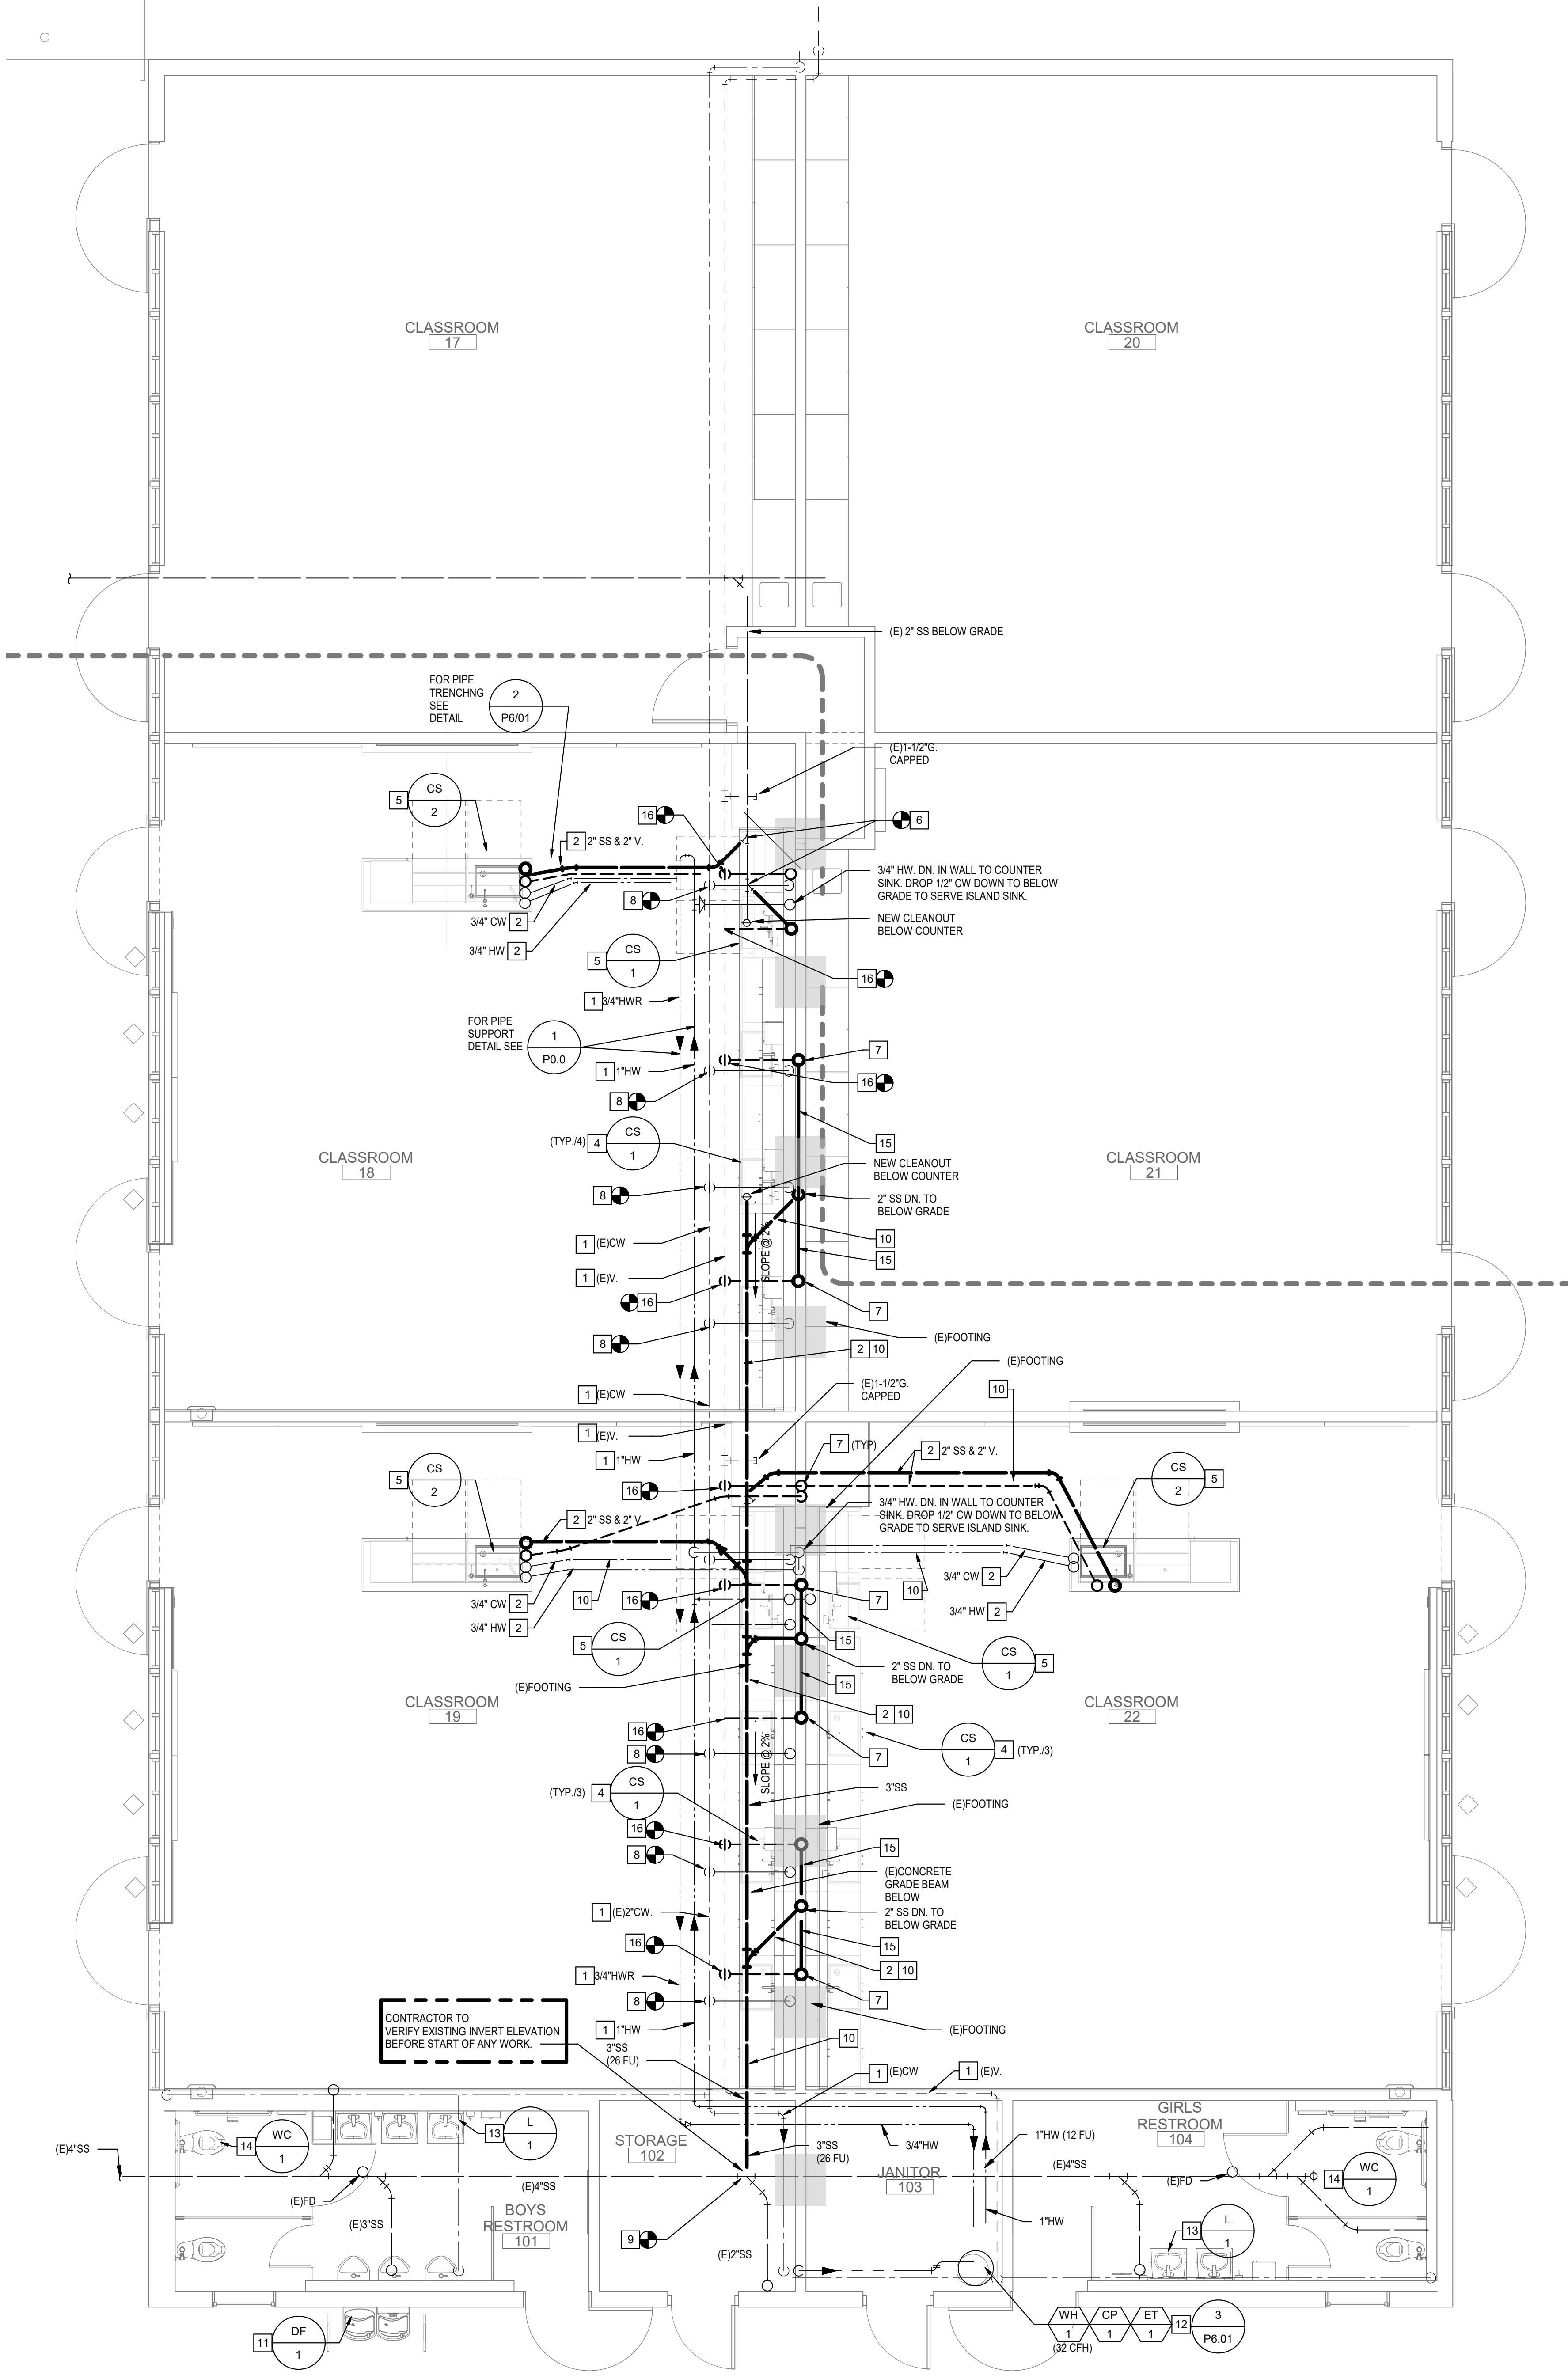 CLASSROOM
17
CLASSROOM
20
(E) 2" SS BELOW GRADE
FOR PIPE
TRENCHNG
SEE
DETAIL
2
P6/01
(E)1-1/2"G.
CAPPED
5
CS
2
16
6
2
2" SS & 2" V.
3/4" HW. DN. IN WALL TO COUNTER
SINK. DROP 1/2" CW DOWN TO BELOW
GRADE TO SERVE ISLAND SINK.
8
3/4" CW
2
NEW CLEANOUT
BELOW COUNTER
3/4" HW
2
5
CS
1
16
1
3/4"HWR
FOR PIPE
SUPPORT
DETAIL SEE
1
P0.0
7
1
1"HW
16
8
(TYP./4)
4
CS
1
15
CLASSROOM
18
NEW CLEANOUT
BELOW COUNTER
CLASSROOM
21
8
2" SS DN. TO
BELOW GRADE
SLOPE @ 2%
10
1
(E)CW
15
1
(E)V.
16
7
(E)FOOTING
8
2
10
(E)FOOTING
1
(E)CW
(E)1-1/2"G.
CAPPED
10
1
(E)V.
7
(TYP)
2
2" SS & 2" V.
1
1"HW
5
CS
2
CS
2
5
16
3/4" HW. DN. IN WALL TO COUNTER
SINK. DROP 1/2" CW DOWN TO BELOW
GRADE TO SERVE ISLAND SINK.
2
2" SS & 2" V.
3/4" CW
2
10
3/4" CW
2
10
16
7
3/4" HW
2
3/4" HW
2
5
CS
1
15
2" SS DN. TO
BELOW GRADE
CS
1
5
15
(E)FOOTING
CLASSROOM
19
CLASSROOM
22
2
10
16
8
7
CS
1
4
(TYP./3)
SLOPE @ 2%
(TYP./3)
4
CS
1
3"SS
(E)FOOTING
16
15
8
(E)CONCRETE
GRADE BEAM
BELOW
1
(E)2"CW.
2" SS DN. TO
BELOW GRADE
16
15
2
10
1
3/4"HWR
8
7
CONTRACTOR TO
VERIFY EXISTING INVERT ELEVATION
BEFORE START OF ANY WORK.
1
1"HW
(E)FOOTING
3"SS
(26 FU)
10
1
(E)CW
1
(E)V.
GIRLS
RESTROOM
104
14
WC
1
13
L
1
STORAGE
102
3"SS
(26 FU)
3/4"HW
1"HW (12 FU)
(E)4"SS
JANITOR
103
(E)4"SS
14
WC
1
(E)FD
(E)4"SS
(E)FD
BOYS
RESTROOM
101
(E)3"SS
9
(E)2"SS
1"HW
13
L
1
11
DF
1
WH
1
CP
1
ET
1
12
3
P6.01
(32 CFH)